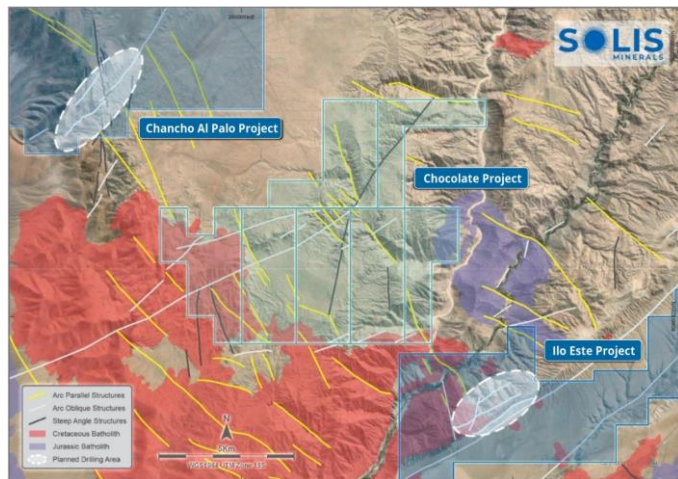 SOLIS
MINERALS
Chancho Al Palo Project
Chocolate Project
Ilo Este Project
Arc Parallel Structures
Arc Oblique Structures
Steep Angle Structures
Cretaceous Batholith
Jurassic Batholith
Planned Drilling Area
N